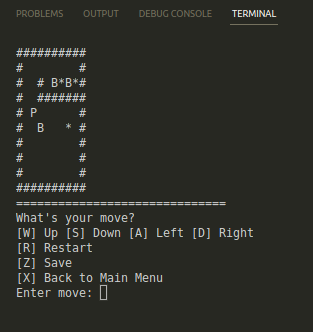 PROBLEMS OUTPUT DEBUG CONSOLE TERMINAL
##########
#        #
#  # B*B*#
#  #######
# P      #
#  B   * #
#        #
#        #
#        #
##########
==============================
What's your move?
[W] Up [S] Down [A] Left [D] Right
[R] Restart
[Z] Save
[X] Back to Main Menu
Enter move: